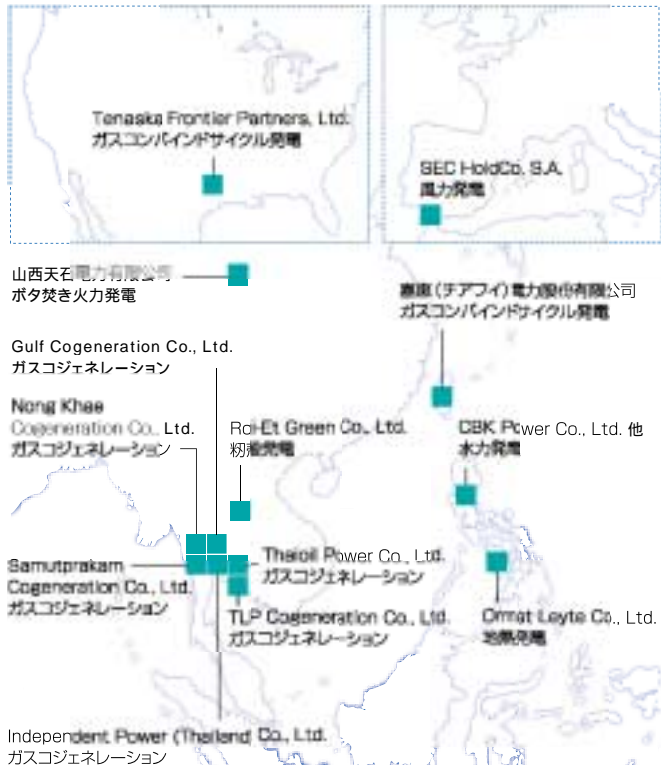 Tenaska Frontier Partners, Ltd.
ガスコンバインドサイクル発電
SEC HoldCo, S.A.
風力発電
山西天石電力有限公司
ボタ焚き火力発電
嘉惠(チアフイ)電力股份有限公司
ガスコンバインドサイクル発電
Gulf Cogeneration Co., Ltd.
ガスコジェネレーション
Nong Khae
Cogeneration Co., Ltd.
ガスコジェネレーション
Roi-Et Green Co., Ltd.
籾殻発電
CBK Power Co., Ltd. 他
水力発電
Samutprakarn
Cogeneration Co., Ltd.
ガスコジェネレーション
Thaioil Power Co., Ltd.
ガスコジェネレーション
TLP Cogeneration Co., Ltd.
ガスコジェネレーション
Ormat Leyte Co., Ltd.
地熱発電
Independent Power (Thailand) Co., Ltd.
ガスコジェネレーション